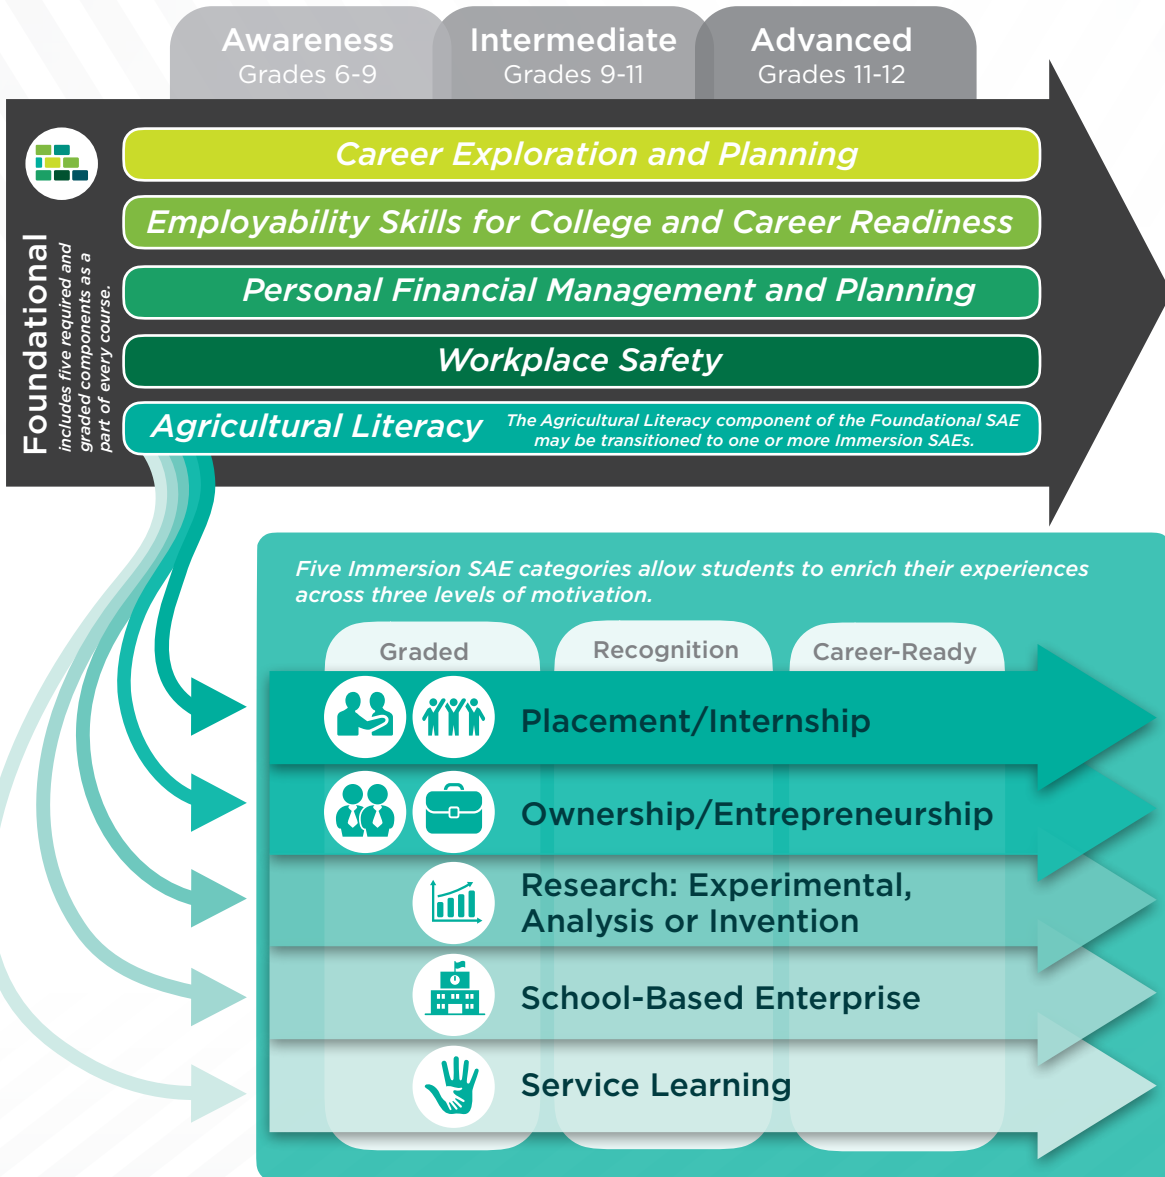 Awareness
Grades 6-9
Intermediate
Grades 9-11
Advanced
Grades 11-12
Foundational
includes five required and
graded components as a
part of every course.
Career Exploration and Planning
Employability Skills for College and Career Readiness
Personal Financial Management and Planning
Workplace Safety
Agricultural Literacy
The Agricultural Literacy component of the Foundational SAE
may be transitioned to one or more Immersion SAEs.
Five Immersion SAE categories allow students to enrich their experiences
across three levels of motivation.
Graded
Recognition
Career-Ready
Placement/Internship
Ownership/Entrepreneurship
Research: Experimental,
Analysis or Invention
School-Based Enterprise
Service Learning